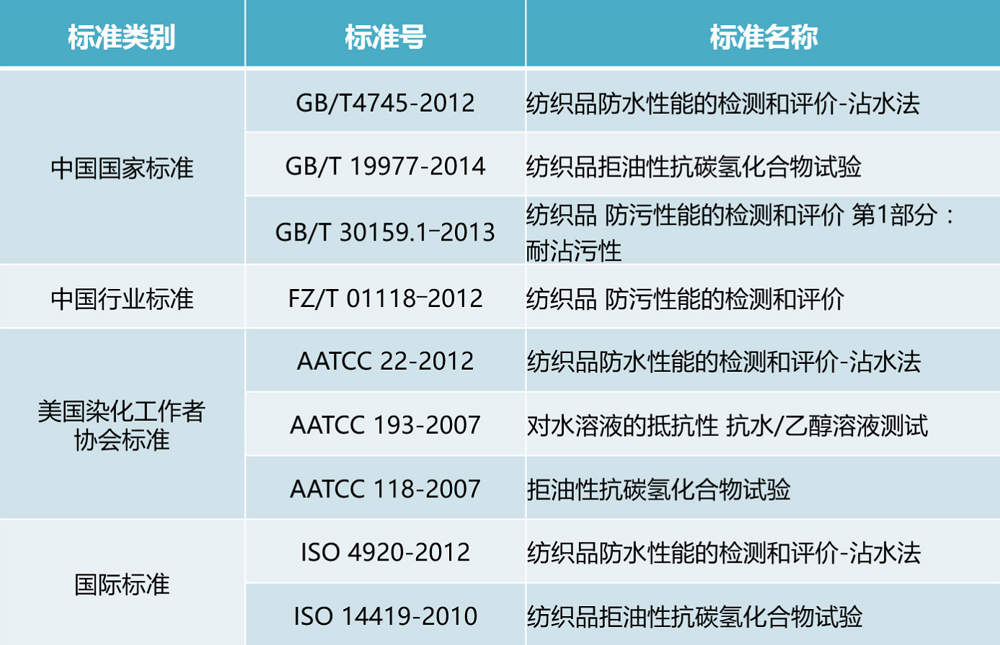 标准类别 标准号 标准名称
中国国家标准
GB/T4745-2012 纺织品防水性能的检测和评价-沾水法
GB/T 19977-2014 纺织品拒油性抗碳氢化合物试验
GB/T 30159.1–2013 纺织品 防污性能的检测和评价 第1部分：
耐沾污性
中国行业标准 FZ/T 01118–2012 纺织品 防污性能的检测和评价
美国染化工作者
协会标准
AATCC 22-2012 纺织品防水性能的检测和评价-沾水法
AATCC 193-2007 对水溶液的抵抗性 抗水/乙醇溶液测试
AATCC 118-2007 拒油性抗碳氢化合物试验
国际标准
ISO 4920-2012 纺织品防水性能的检测和评价-沾水法
ISO 14419-2010 纺织品拒油性抗碳氢化合物试验